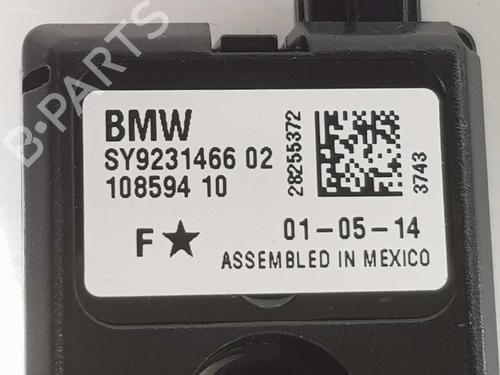 BMW
SY9231466 02
108594 10
28255372
3743
F★
01-05-14
ASSEMBLED IN MEXICO
B-PARTS